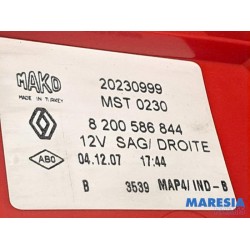 MAKO
MADE IN TURKEY
20230999
MST 0230
8 200 586 844
12V SAG/ DROITE
ABO
04.12.07 17:44
B 3539 MAP4/IND-B
MARESIA